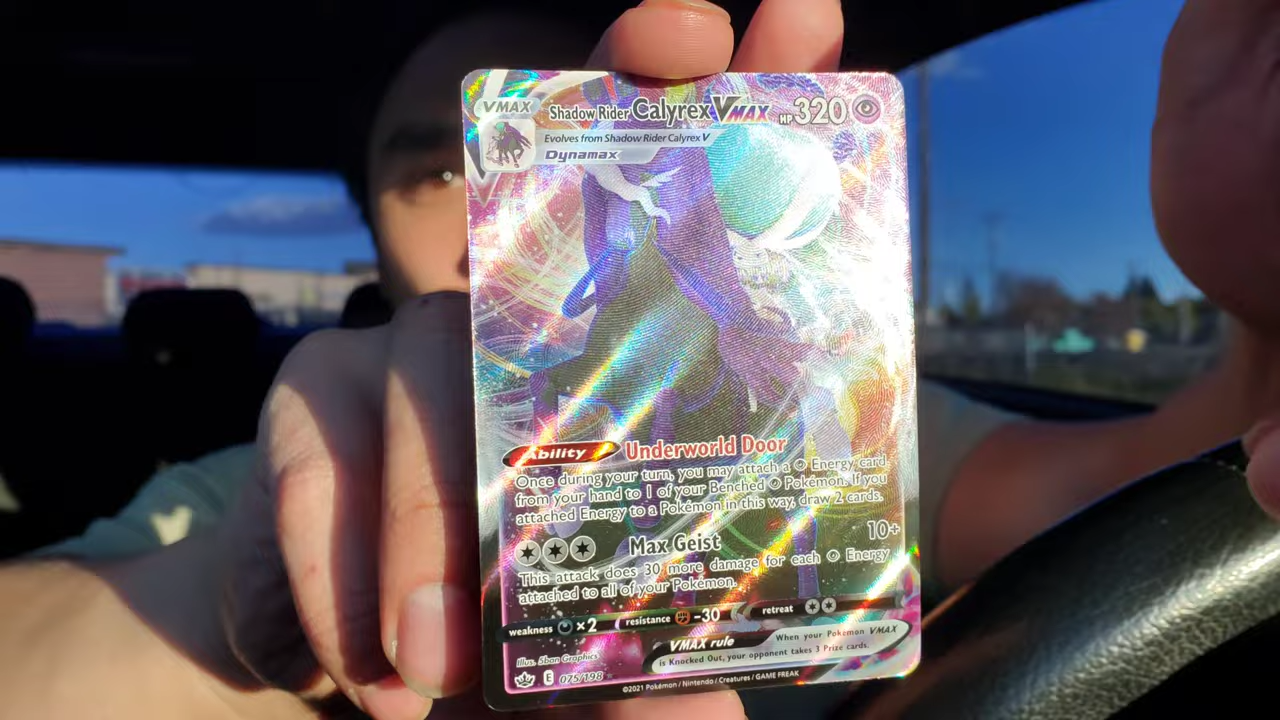 VMAX
Shadow Rider Calyrex VMAX HP 320
Evolves from Shadow Rider Calyrex V
Dynamax
Ability Underworld Door
Once during your turn, you may attach a Energy card
from your hand to 1 of your Benched Pokémon. If you
attached Energy to a Pokémon in this way, draw 2 cards.
Max Geist 10+
This attack does 30 more damage for each Energy
attached to all of your Pokémon.
weakness ×2 resistance -30 retreat
VMAX rule When your Pokémon VMAX
is Knocked Out, your opponent takes 3 Prize cards.
Illus. 5ban Graphics
E 075/198
©2021 Pokémon / Nintendo / Creatures / GAME FREAK